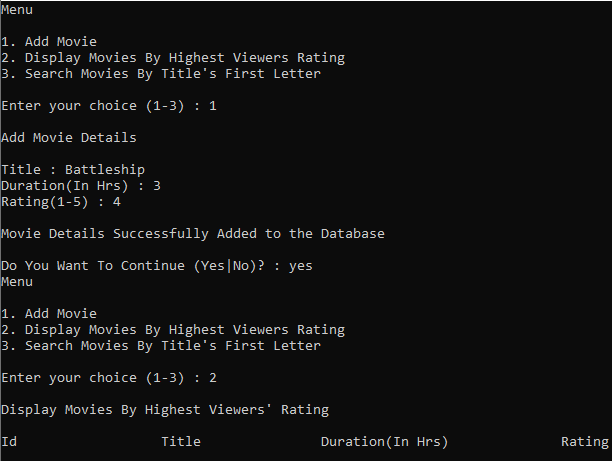 Menu
1. Add Movie
2. Display Movies By Highest Viewers Rating
3. Search Movies By Title's First Letter
Enter your choice (1-3) : 1
Add Movie Details
Title : Battleship
Duration(In Hrs) : 3
Rating(1-5) : 4
Movie Details Successfully Added to the Database
Do You Want To Continue (Yes|No)? : yes
Menu
1. Add Movie
2. Display Movies By Highest Viewers Rating
3. Search Movies By Title's First Letter
Enter your choice (1-3) : 2
Display Movies By Highest Viewers' Rating
Id Title Duration(In Hrs) Rating